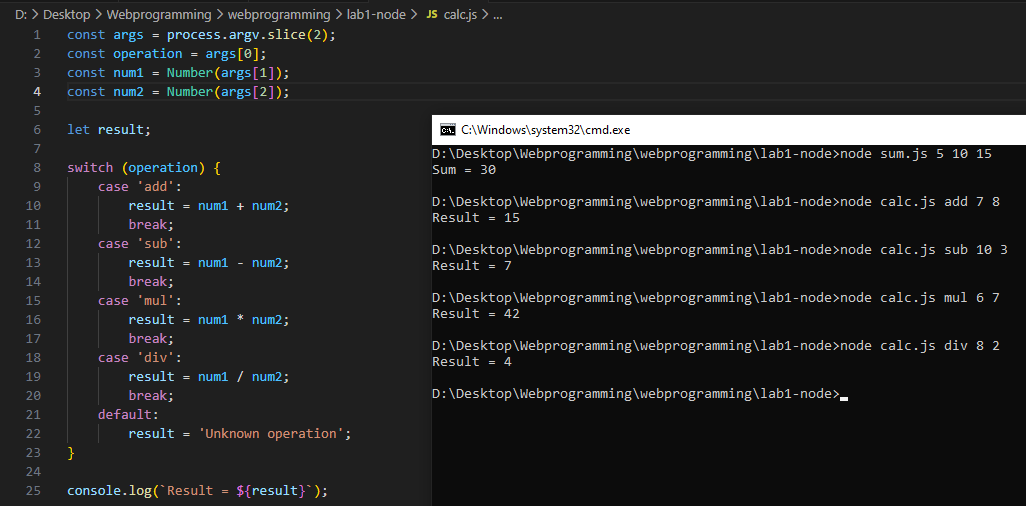 D: > Desktop > Webprogramming > webprogramming > lab1-node > JS calc.js > ...
1 const args = process.argv.slice(2);
2 const operation = args[0];
3 const num1 = Number(args[1]);
4 const num2 = Number(args[2]);
5
6 let result;
7
8 switch (operation) {
9 case 'add':
10 result = num1 + num2;
11 break;
12 case 'sub':
13 result = num1 - num2;
14 break;
15 case 'mul':
16 result = num1 * num2;
17 break;
18 case 'div':
19 result = num1 / num2;
20 break;
21 default:
22 result = 'Unknown operation';
23 }
24
25 console.log(`Result = ${result}`);
C:\Windows\system32\cmd.exe
D:\Desktop\Webprogramming\webprogramming\lab1-node>node sum.js 5 10 15
Sum = 30
D:\Desktop\Webprogramming\webprogramming\lab1-node>node calc.js add 7 8
Result = 15
D:\Desktop\Webprogramming\webprogramming\lab1-node>node calc.js sub 10 3
Result = 7
D:\Desktop\Webprogramming\webprogramming\lab1-node>node calc.js mul 6 7
Result = 42
D:\Desktop\Webprogramming\webprogramming\lab1-node>node calc.js div 8 2
Result = 4
D:\Desktop\Webprogramming\webprogramming\lab1-node>